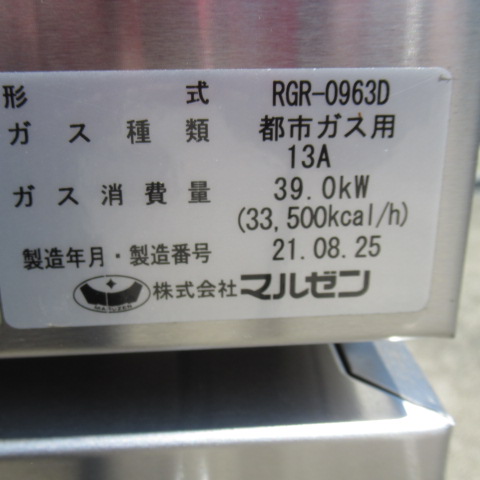 形 式 RGR-0963D
ガス種類 都市ガス用
13A
ガス消費量 39.0kW
(33,500kcal/h)
製造年月・製造番号 21.08.25
MARUZEN 株式会社マルゼン